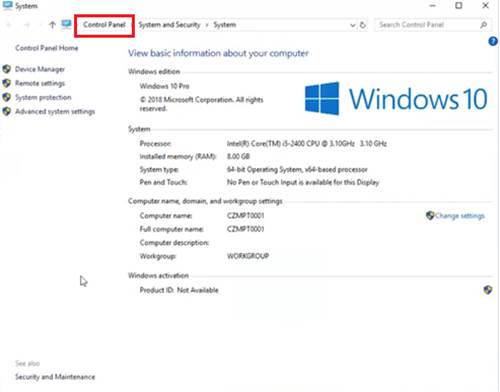 System
Control Panel > System and Security > System
Search Control Panel
Control Panel Home
Device Manager
Remote settings
System protection
Advanced system settings
View basic information about your computer
Windows edition
Windows 10 Pro
© 2018 Microsoft Corporation. All rights
reserved.
Windows 10
System
Processor: Intel(R) Core(TM) i5-2400 CPU @ 3.10GHz 3.10 GHz
Installed memory (RAM): 8.00 GB
System type: 64-bit Operating System, x64-based processor
Pen and Touch: No Pen or Touch Input is available for this Display
Computer name, domain, and workgroup settings
Computer name: CZMPT0001
Change settings
Full computer name: CZMPT0001
Computer description:
Workgroup: WORKGROUP
Windows activation
Product ID: Not Available
See also
Security and Maintenance